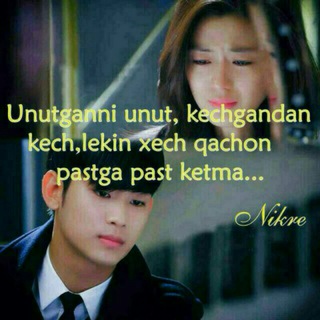 Unutganni unut, kechgandan
kech,lekin xech qachon
pastga past ketma...
Nikre